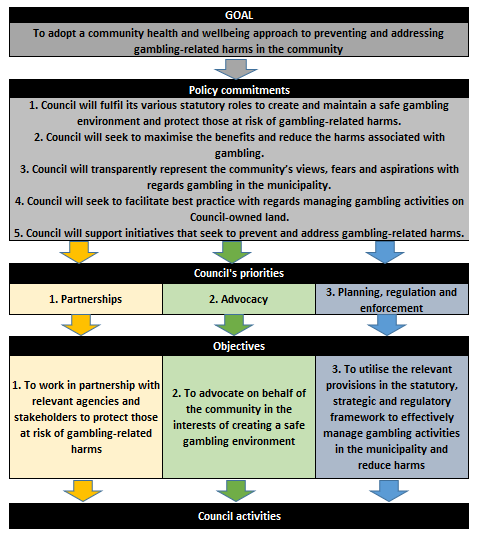 GOAL
To adopt a community health and wellbeing approach to preventing and addressing
gambling-related harms in the community
Policy commitments
1. Council will fulfil its various statutory roles to create and maintain a safe gambling
environment and protect those at risk of gambling-related harms.
2. Council will seek to maximise the benefits and reduce the harms associated with
gambling.
3. Council will transparently represent the community's views, fears and aspirations with
regards gambling in the municipality.
4. Council will seek to facilitate best practice with regards managing gambling activities on
Council-owned land.
5. Council will support initiatives that seek to prevent and address gambling-related harms.
Council's priorities
1. Partnerships
2. Advocacy
3. Planning, regulation and
enforcement
Objectives
1. To work in partnership with
relevant agencies and
stakeholders to protect those
at risk of gambling-related
harms
2. To advocate on behalf of
the community in the
interests of creating a safe
gambling environment
3. To utilise the relevant
provisions in the statutory,
strategic and regulatory
framework to effectively
manage gambling activities
in the municipality and
reduce harms
Council activities